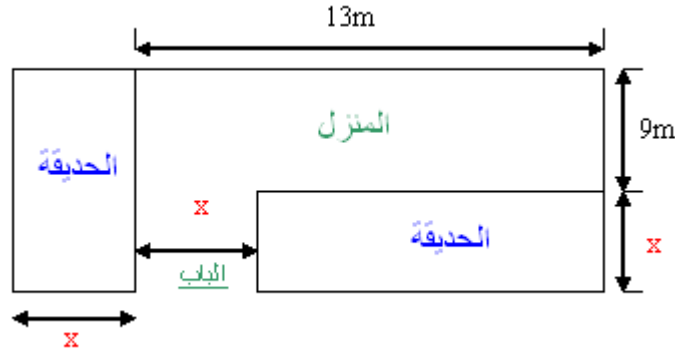 13m
المنزل
9m
الحديقة
x
الحديقة
x
الباب
x